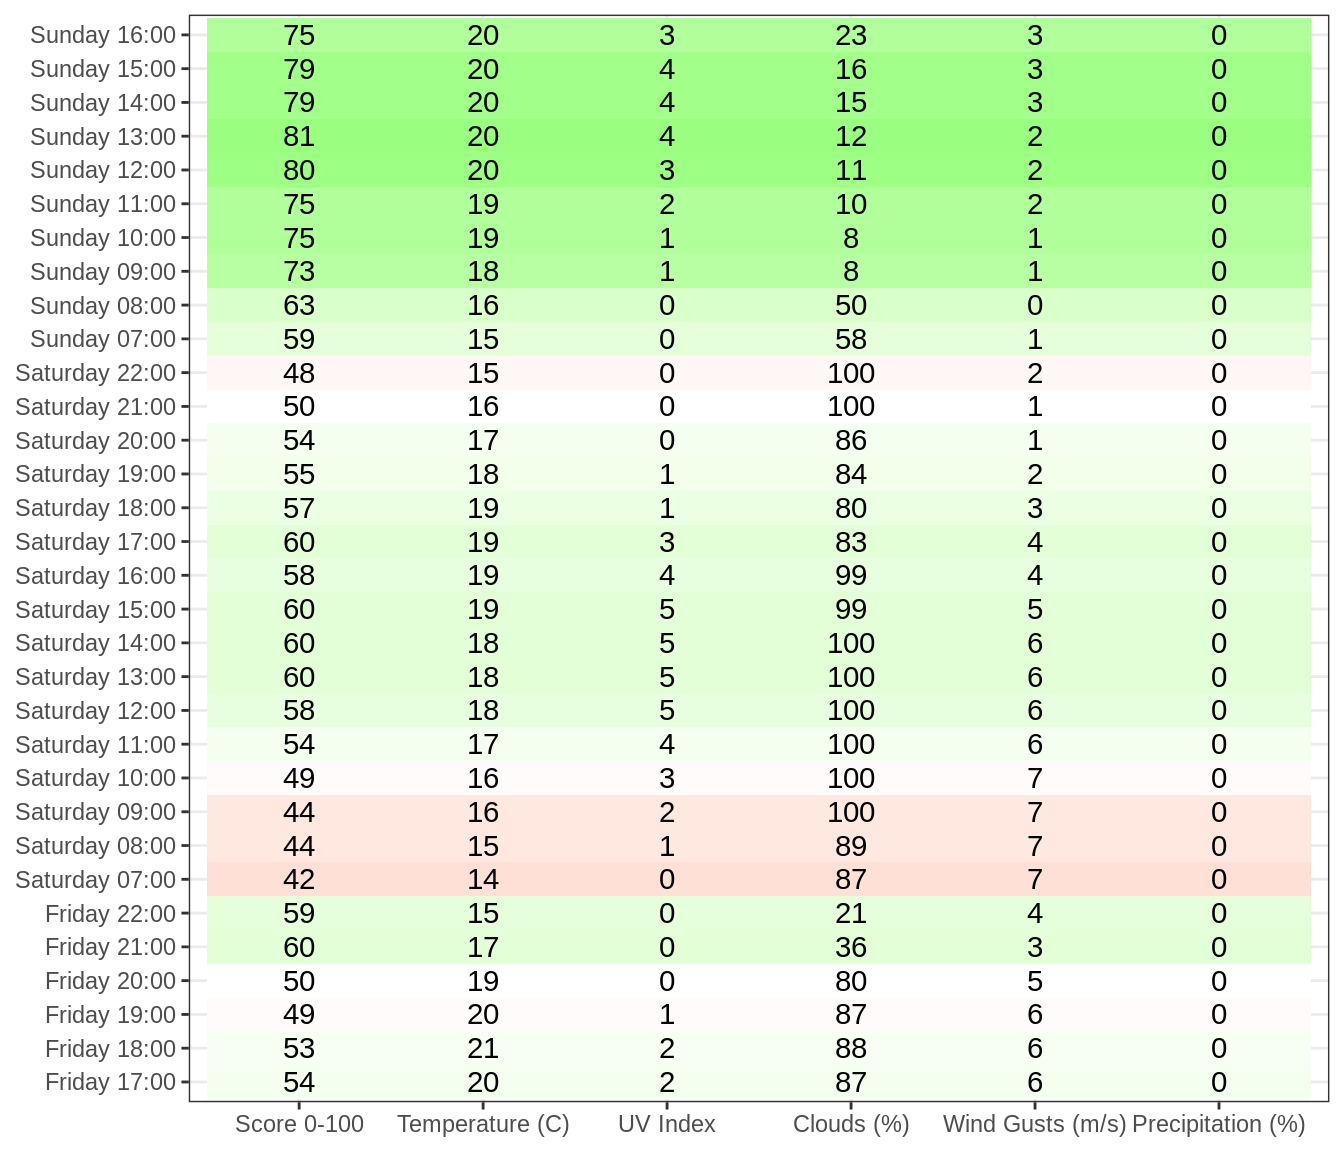 Sunday 16:00 75 20 3 23 3 0
Sunday 15:00 79 20 4 16 3 0
Sunday 14:00 79 20 4 15 3 0
Sunday 13:00 81 20 4 12 2 0
Sunday 12:00 80 20 3 11 2 0
Sunday 11:00 75 19 2 10 2 0
Sunday 10:00 75 19 1 8 1 0
Sunday 09:00 73 18 1 8 1 0
Sunday 08:00 63 16 0 50 0 0
Sunday 07:00 59 15 0 58 1 0
Saturday 22:00 48 15 0 100 2 0
Saturday 21:00 50 16 0 100 1 0
Saturday 20:00 54 17 0 86 1 0
Saturday 19:00 55 18 1 84 2 0
Saturday 18:00 57 19 1 80 3 0
Saturday 17:00 60 19 3 83 4 0
Saturday 16:00 58 19 4 99 4 0
Saturday 15:00 60 19 5 99 5 0
Saturday 14:00 60 18 5 100 6 0
Saturday 13:00 60 18 5 100 6 0
Saturday 12:00 58 18 5 100 6 0
Saturday 11:00 54 17 4 100 6 0
Saturday 10:00 49 16 3 100 7 0
Saturday 09:00 44 16 2 100 7 0
Saturday 08:00 44 15 1 89 7 0
Saturday 07:00 42 14 0 87 7 0
Friday 22:00 59 15 0 21 4 0
Friday 21:00 60 17 0 36 3 0
Friday 20:00 50 19 0 80 5 0
Friday 19:00 49 20 1 87 6 0
Friday 18:00 53 21 2 88 6 0
Friday 17:00 54 20 2 87 6 0
Score 0-100 Temperature (C) UV Index Clouds (%) Wind Gusts (m/s) Precipitation (%)